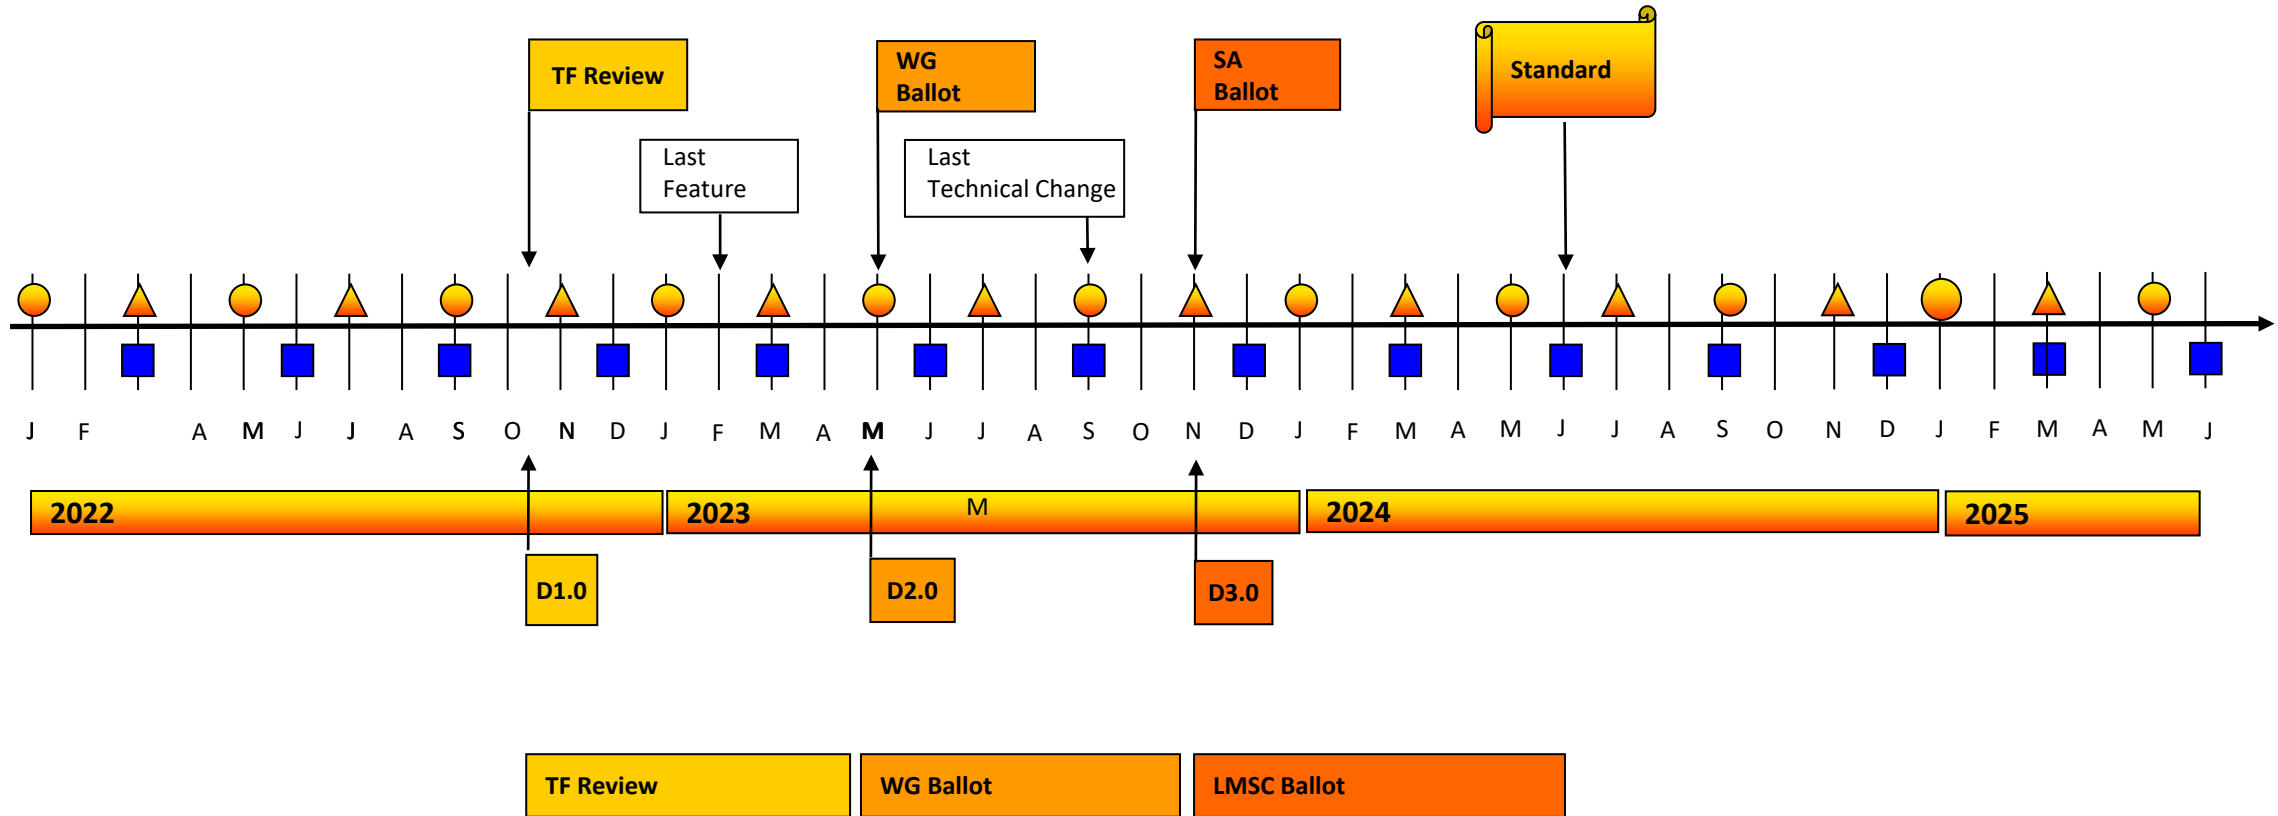 TF Review
WG
Ballot
SA
Ballot
Standard
Last
Feature
Last
Technical Change
J F A M J J A S O N D J F M A M J J A S O N D J F M A M J J A S O N D J F M A M J
2022
2023
M
2024
2025
D1.0
D2.0
D3.0
TF Review
WG Ballot
LMSC Ballot